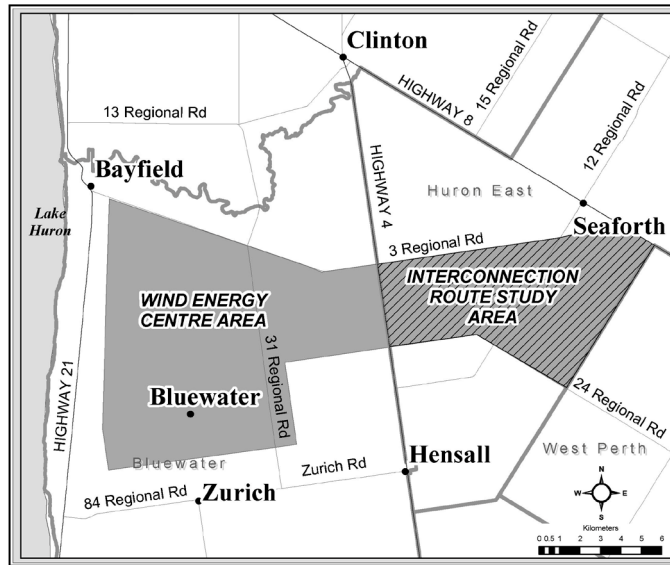 Clinton
13 Regional Rd
HIGHWAY 8
15 Regional Rd
12 Regional Rd
Bayfield
HIGHWAY 4
Huron East
Lake
Huron
Seaforth
3 Regional Rd
WIND ENERGY
CENTRE AREA
INTERCONNECTION
ROUTE STUDY
AREA
31 Regional Rd
HIGHWAY 21
Bluewater
24 Regional Rd
Bluewater
West Perth
Zurich Rd
Hensall
84 Regional Rd
Zurich
N
W E
S
Kilometers
0 0.5 1 2 3 4 5 6